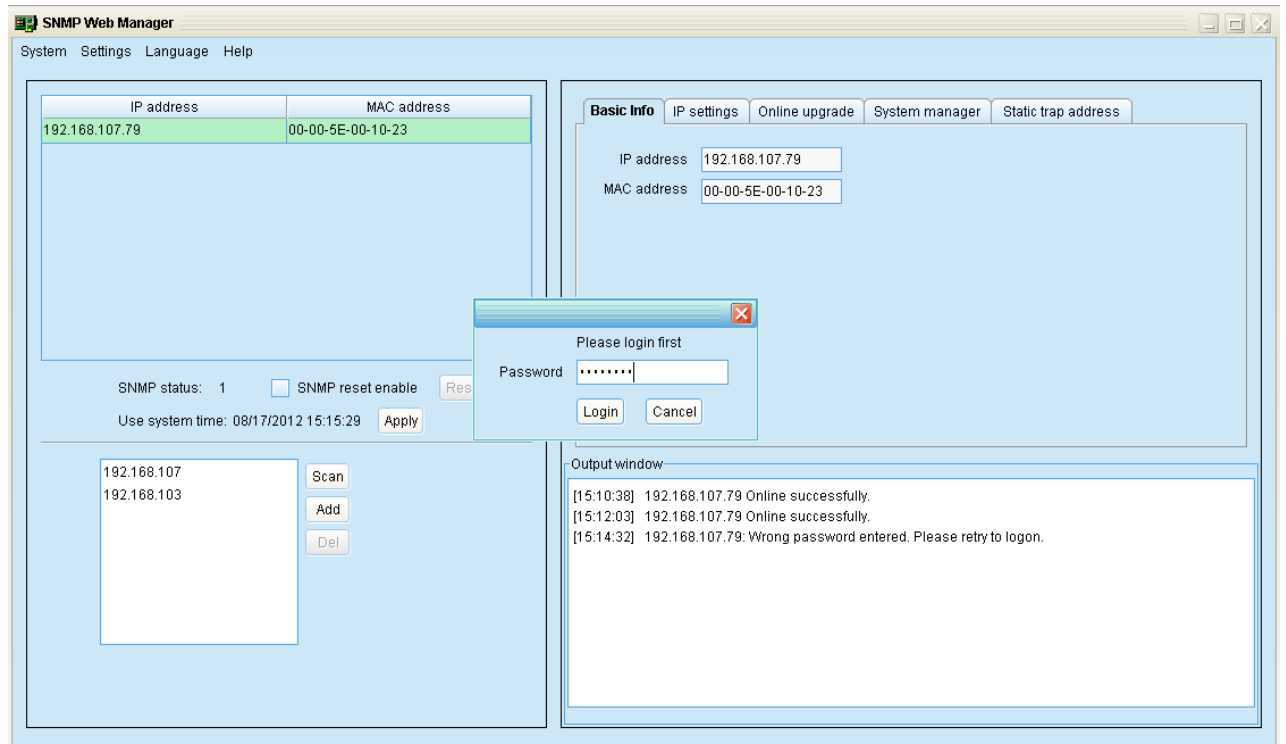 SNMP Web Manager
System Settings Language Help
IP address MAC address
192.168.107.79 00-00-5E-00-10-23
SNMP status: 1 SNMP reset enable Res
Use system time: 08/17/2012 15:15:29 Apply
192.168.107
192.168.103
Scan
Add
Del
Basic Info IP settings Online upgrade System manager Static trap address
IP address 192.168.107.79
MAC address 00-00-5E-00-10-23
Please login first
Password ••••••••
Login Cancel
Output window
[15:10:38] 192.168.107.79 Online successfully.
[15:12:03] 192.168.107.79 Online successfully.
[15:14:32] 192.168.107.79: Wrong password entered. Please retry to logon.